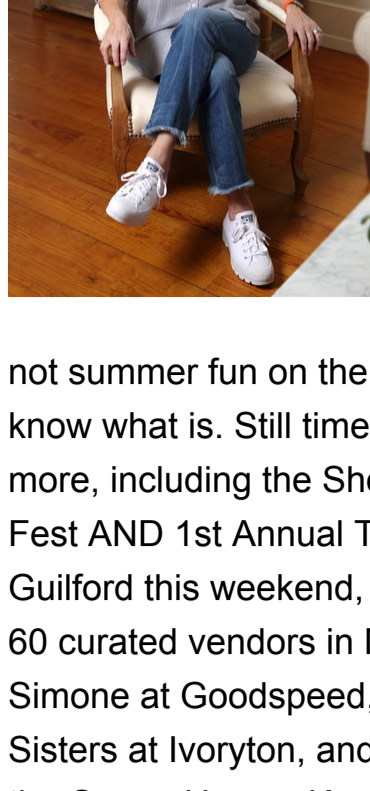 not summer fun on the
know what is. Still time
more, including the
Fest AND 1st Annual
Guilford this weekend,
60 curated vendors in
Simone at Goodspeed,
Sisters at Ivoryton, and